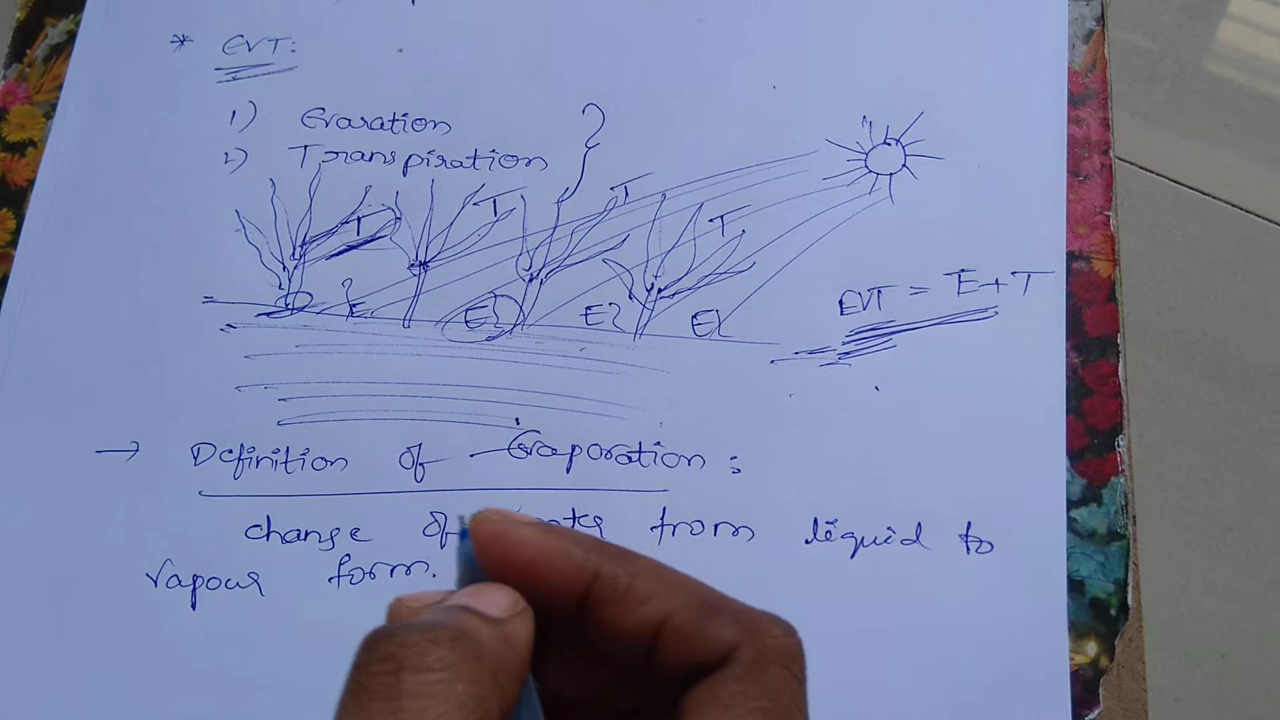 * EVT:
1) Evaration
2) Transpiration
T T T T
E E E E
EVT = E+T
→ Definition of Evaporation:
change of from liquid to
vapour form.